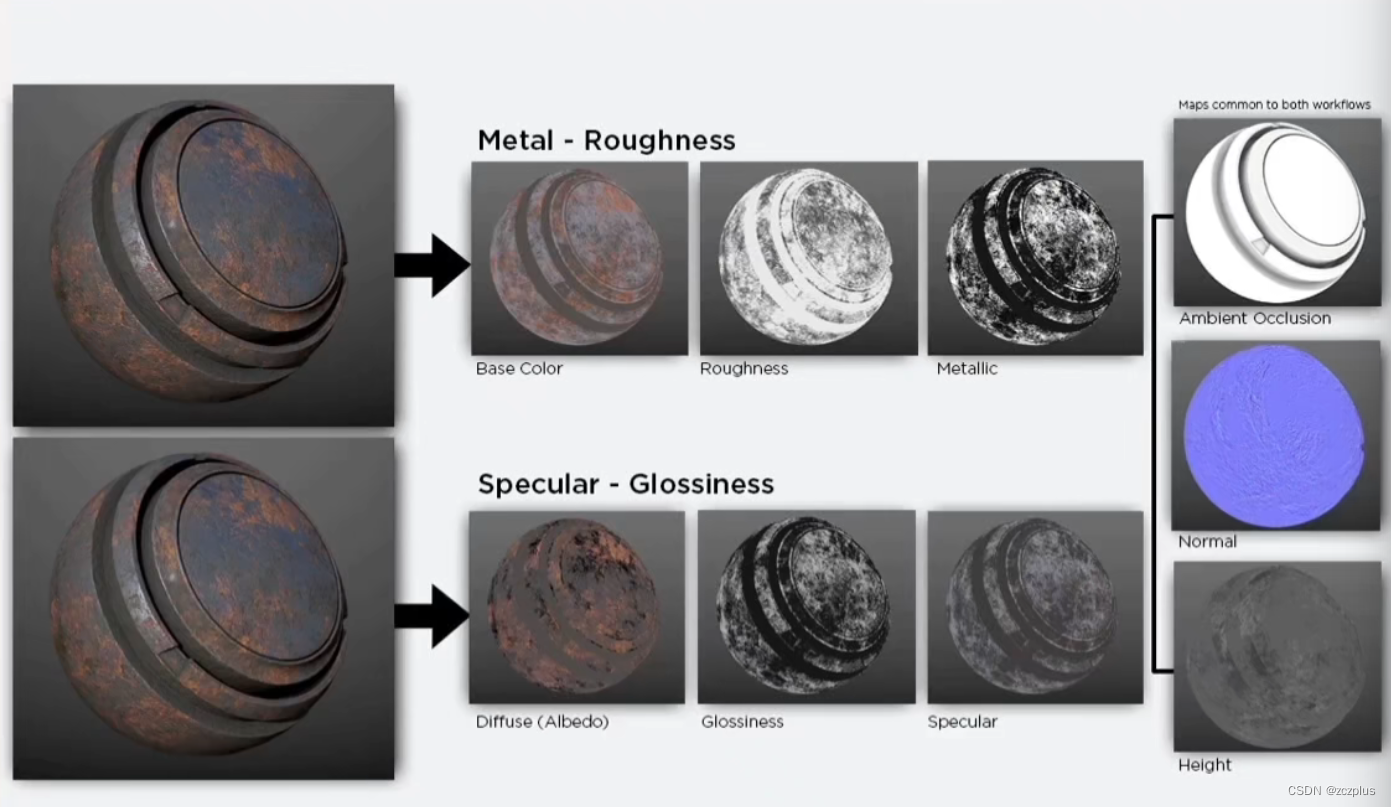 Maps common to both workflows
Metal - Roughness
Base Color
Roughness
Metallic
Ambient Occlusion
Normal
Specular - Glossiness
Diffuse (Albedo)
Glossiness
Specular
Height
CSDN @zczplus